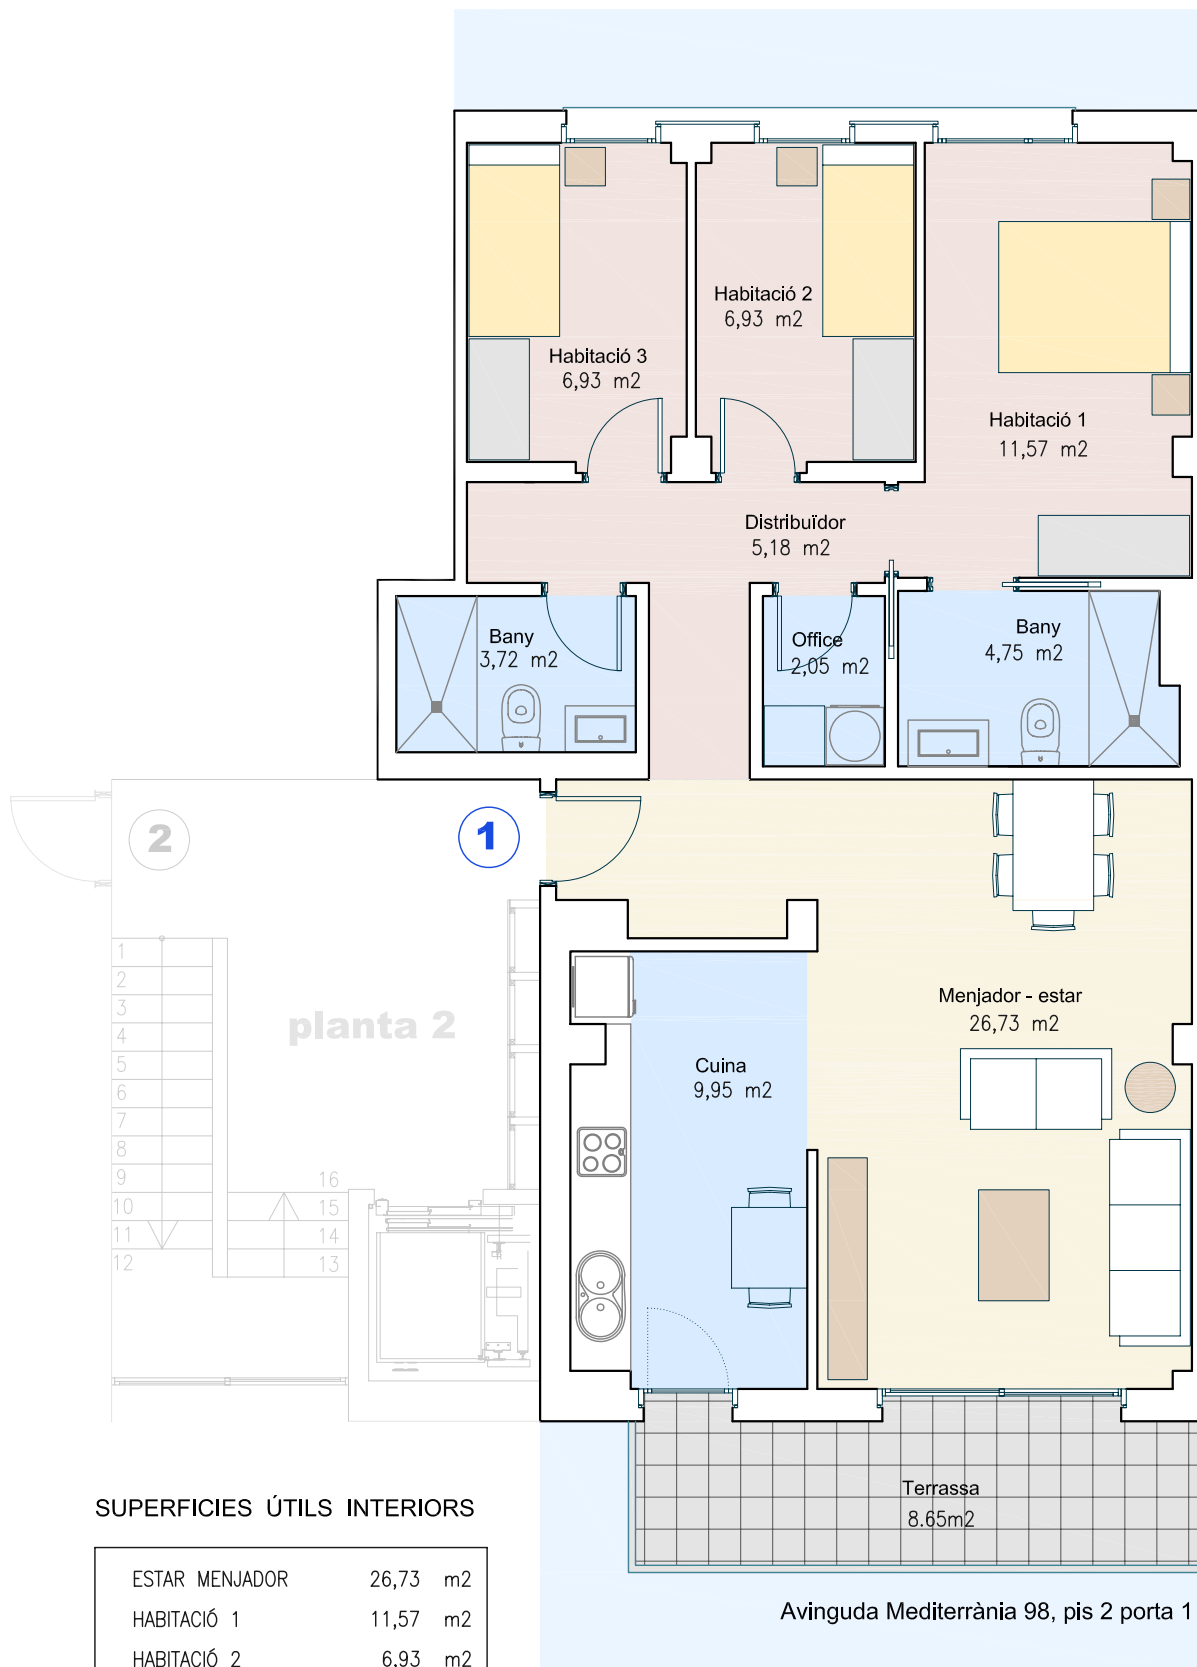 Habitació 2
6,93 m2
Habitació 3
6,93 m2
Habitació 1
11,57 m2
Distribuïdor
5,18 m2
Bany
3,72 m2
Office
2,05 m2
Bany
4,75 m2
2
1
1
2
3
4
5
6
7
8
9
10
11
12
16
15
14
13
planta 2
Menjador - estar
26,73 m2
Cuina
9,95 m2
Terrassa
8.65m2
SUPERFICIES ÚTILS INTERIORS
ESTAR MENJADOR 26,73 m2
HABITACIÓ 1 11,57 m2
HABITACIÓ 2 6,93 m2
Avinguda Mediterrània 98, pis 2 porta 1